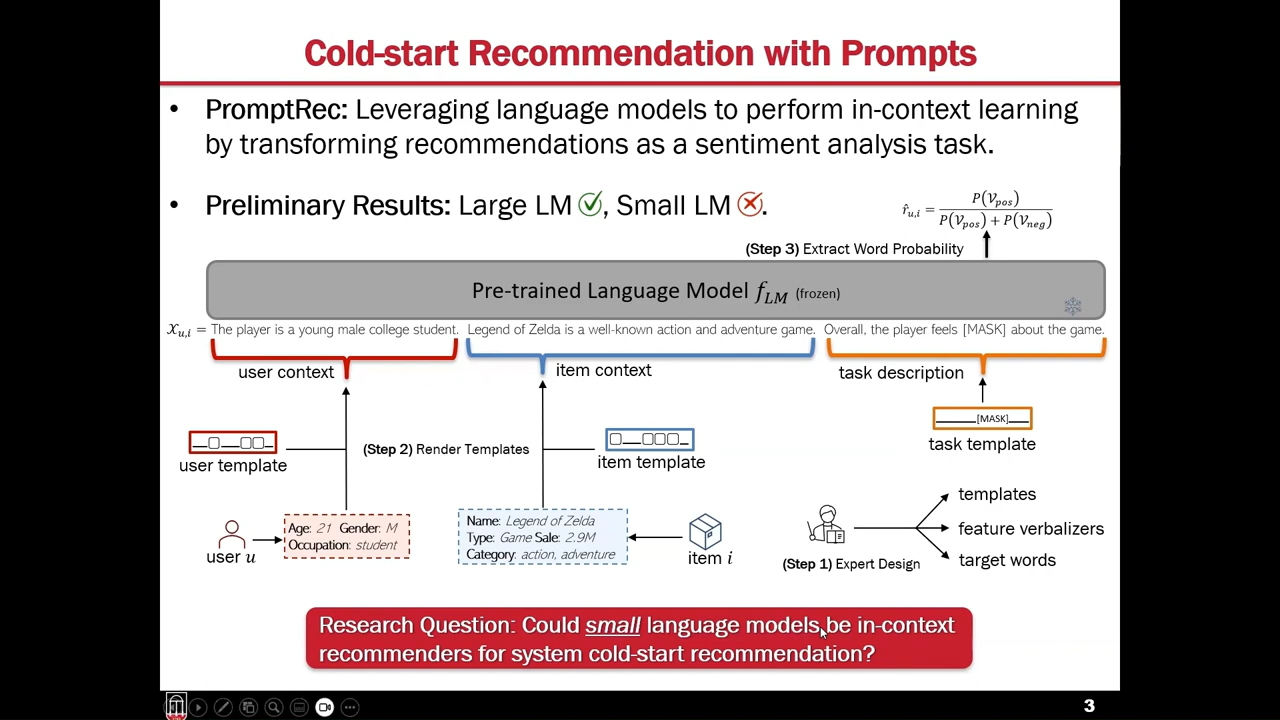 Cold-start Recommendation with Prompts
• PromptRec: Leveraging language models to perform in-context learning
by transforming recommendations as a sentiment analysis task.
• Preliminary Results: Large LM, Small LM.
r̂u,i = P(𝒱pos) / P(𝒱pos) + P(𝒱neg)
(Step 3) Extract Word Probability
Pre-trained Language Model fLM (frozen)
𝒳u,i = The player is a young male college student. Legend of Zelda is a well-known action and adventure game. Overall, the player feels [MASK] about the game.
user context
item context
task description
[MASK]
task template
(Step 2) Render Templates
user template
item template
Age: 21 Gender: M
Occupation: student
user u
Name: Legend of Zelda
Type: Game Sale: 2.9M
Category: action, adventure
item i
(Step 1) Expert Design
templates
feature verbalizers
target words
Research Question: Could small language models be in-context
recommenders for system cold-start recommendation?
3